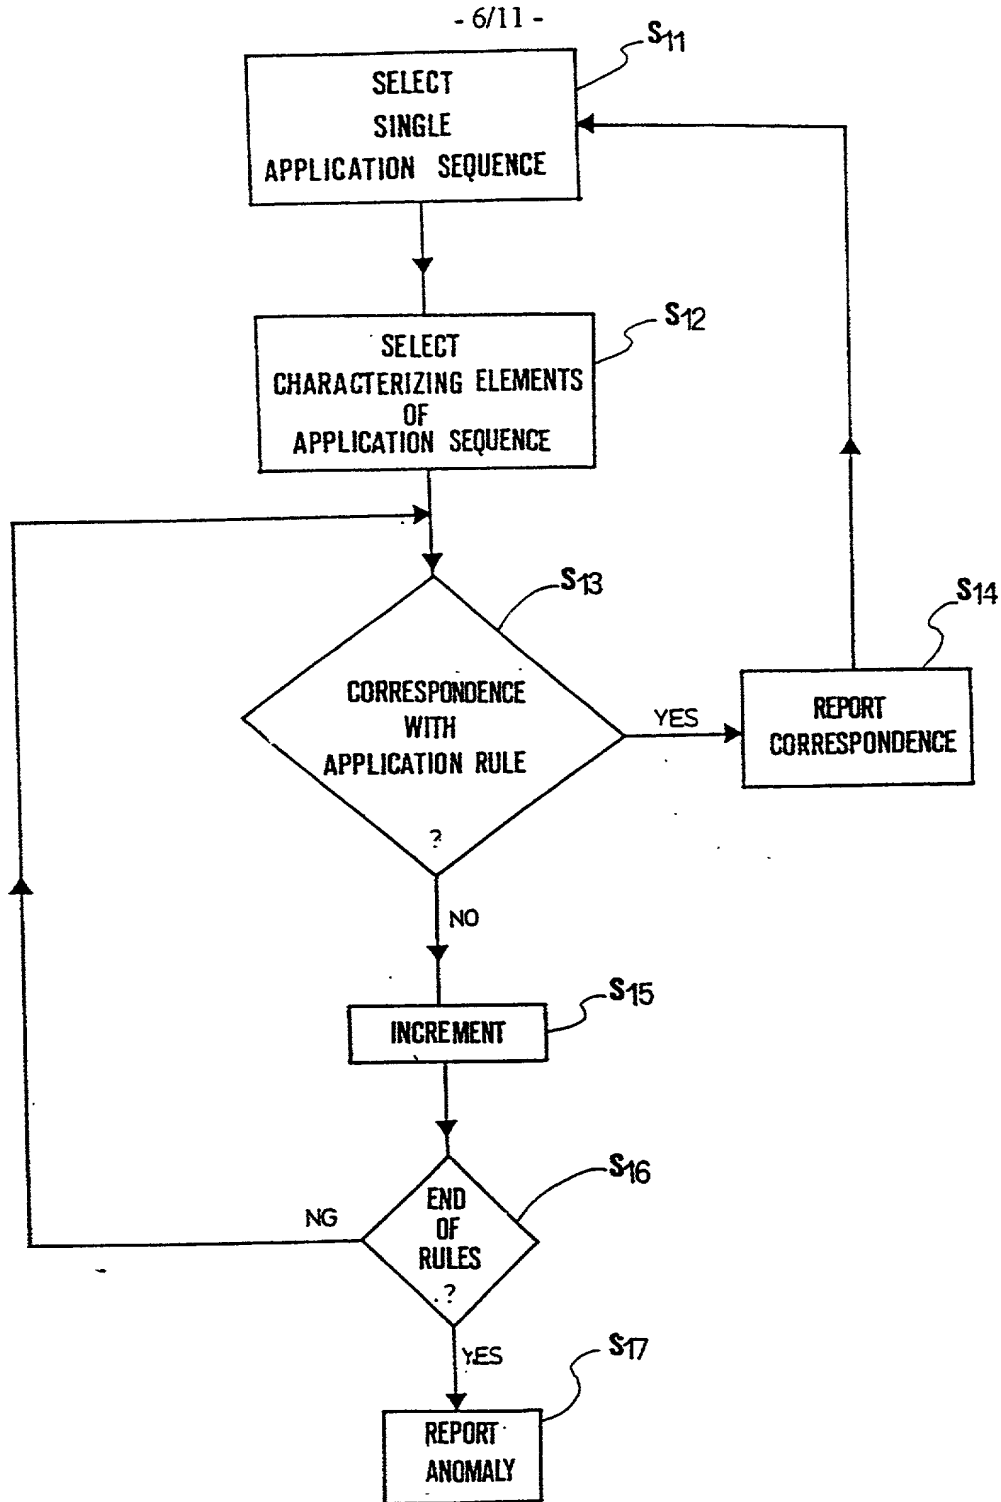 - 6/11 -
S11
SELECT
SINGLE
APPLICATION SEQUENCE
S12
SELECT
CHARACTERIZING ELEMENTS
OF
APPLICATION SEQUENCE
S13
CORRESPONDENCE
WITH
APPLICATION RULE
?
YES
S14
REPORT
CORRESPONDENCE
NO
S15
INCREMENT
S16
END
OF
RULES
?
NG
YES
S17
REPORT
ANOMALY